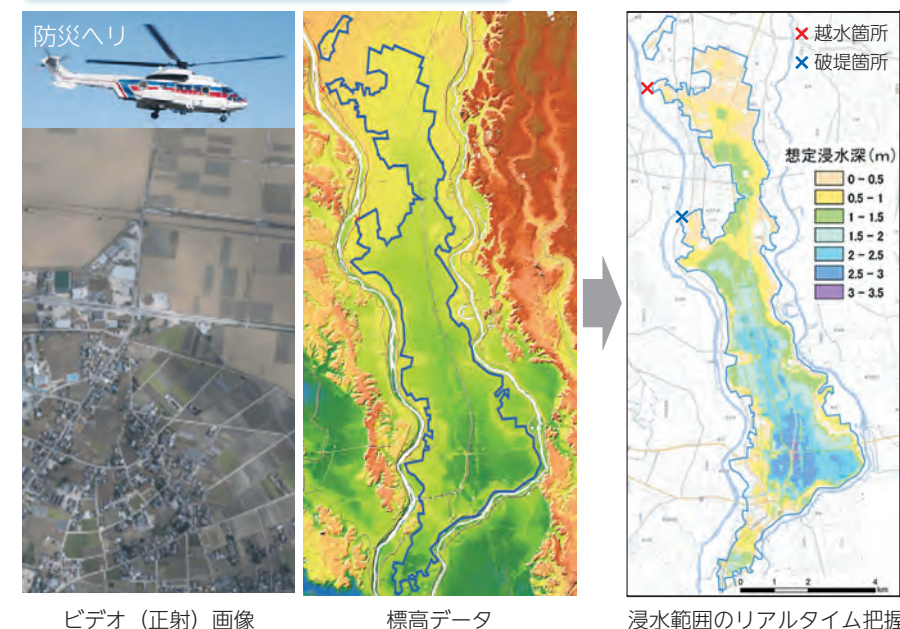 防災ヘリ
× 越水箇所
× 破堤箇所
想定浸水深(m)
0 - 0.5
0.5 - 1
1 - 1.5
1.5 - 2
2 - 2.5
2.5 - 3
3 - 3.5
0 1 2 4
km
ビデオ（正射）画像
標高データ
浸水範囲のリアルタイム把握